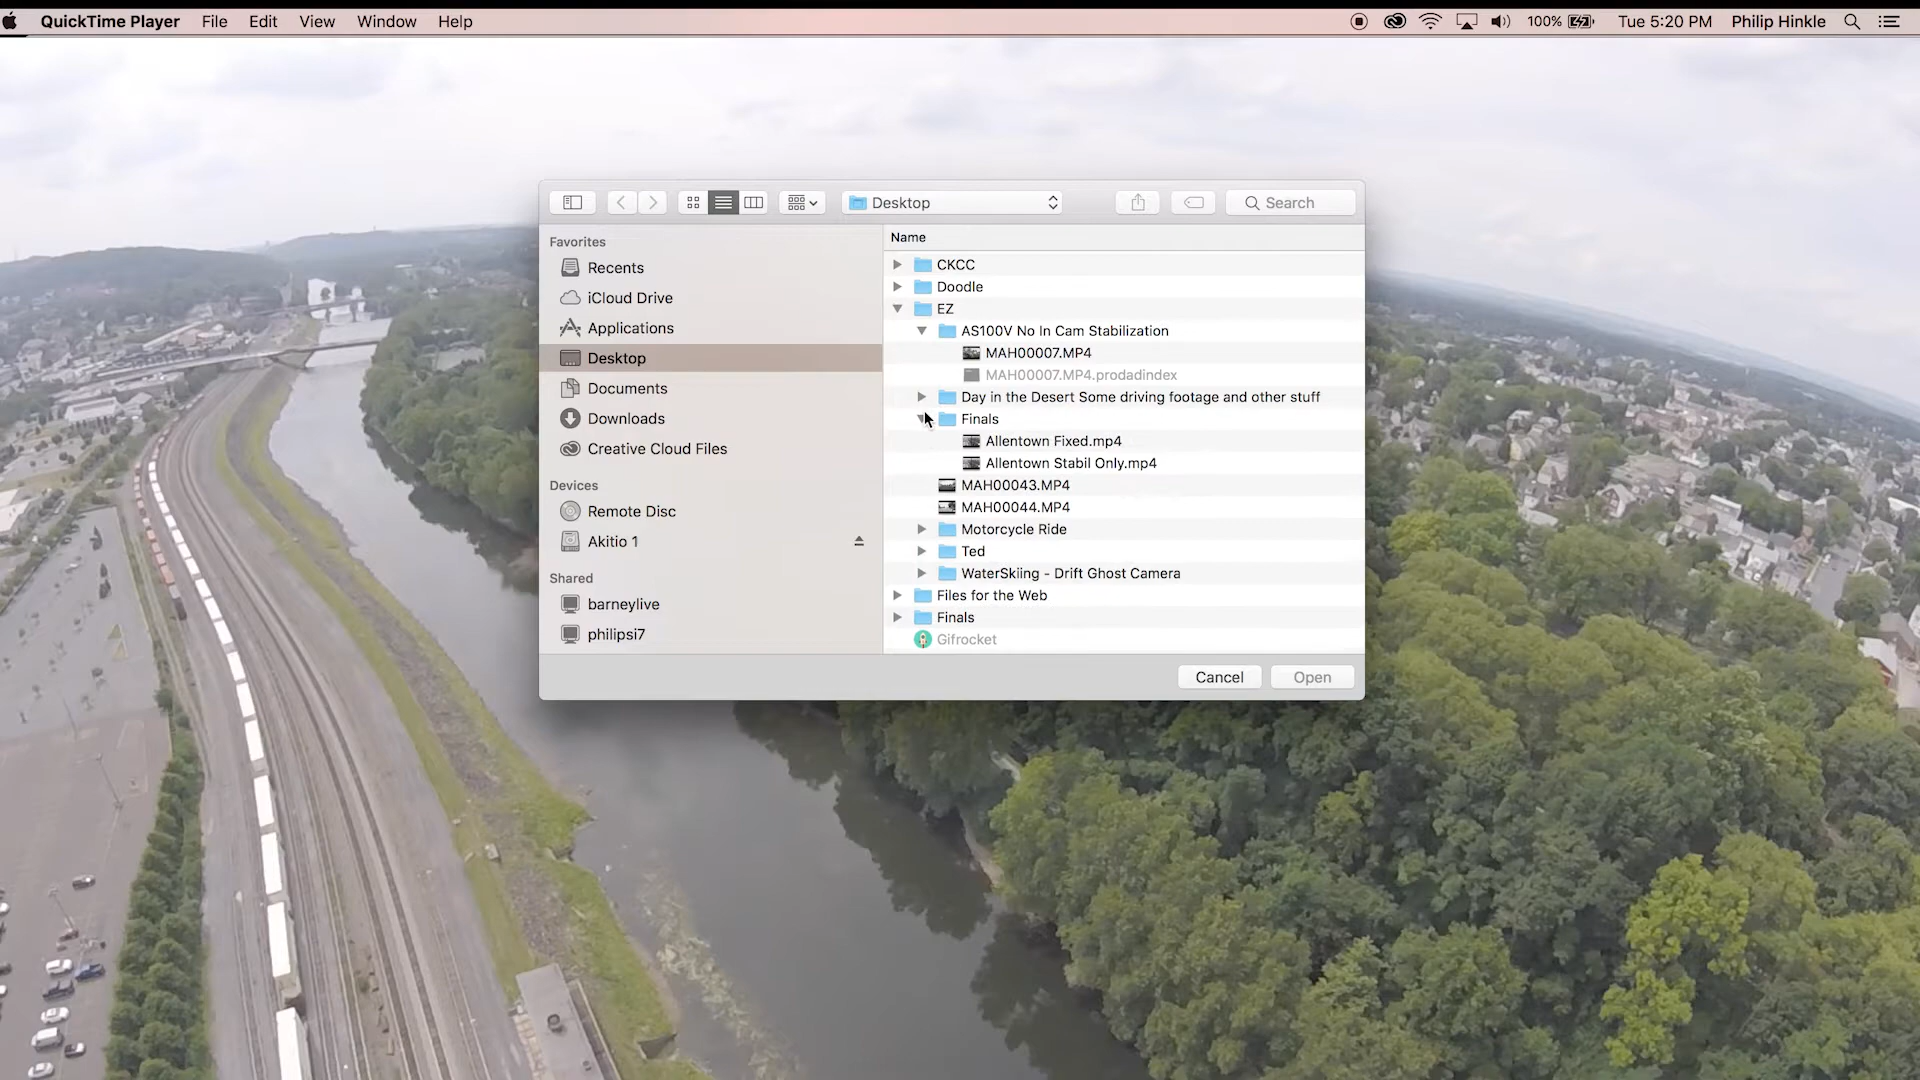 QuickTime Player File Edit View Window Help 100% Tue 5:20 PM Philip Hinkle
Desktop Search
Favorites
Recents
iCloud Drive
Applications
Desktop
Documents
Downloads
Creative Cloud Files
Devices
Remote Disc
Akitio 1
Shared
barneylive
philipsi7
Name
CKCC
Doodle
EZ
AS100V No In Cam Stabilization
MAH00007.MP4
MAH00007.MP4.prodadindex
Day in the Desert Some driving footage and other stuff
Finals
Allentown Fixed.mp4
Allentown Stabil Only.mp4
MAH00043.MP4
MAH00044.MP4
Motorcycle Ride
Ted
WaterSkiing - Drift Ghost Camera
Files for the Web
Finals
Gifrocket
Cancel Open